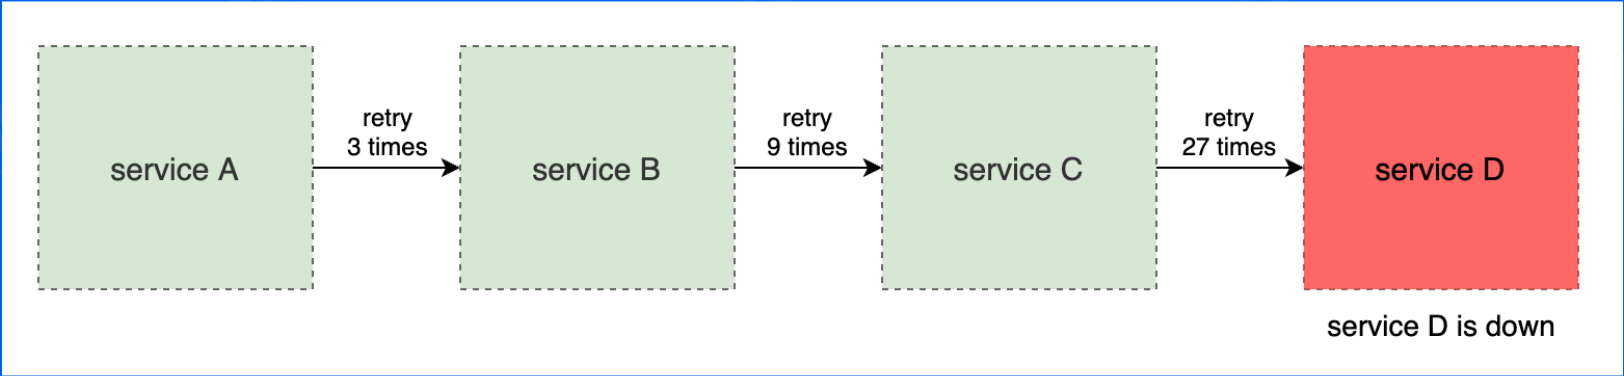 service A
retry
3 times
service B
retry
9 times
service C
retry
27 times
service D
service D is down